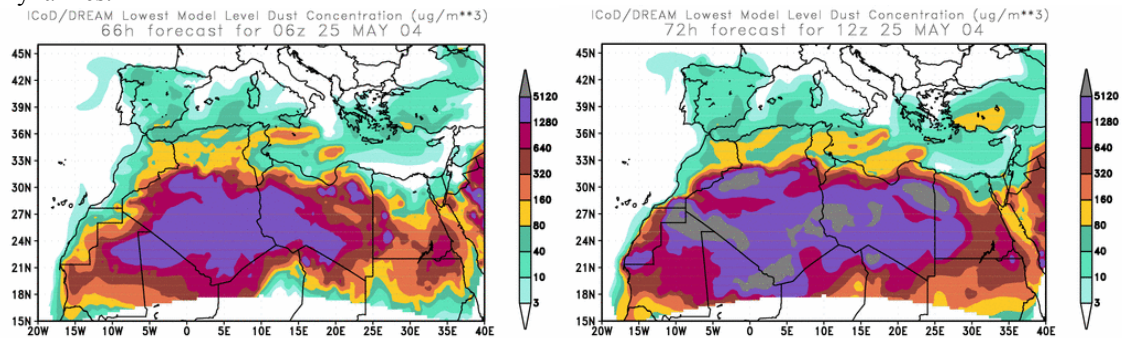 ICoD/DREAM Lowest Model Level Dust Concentration (ug/m**3)
66h forecast for 06z 25 MAY 04
45N
42N
39N
36N
33N
30N
27N
24N
21N
18N
15N
20W 15W 10W 5W 0 5E 10E 15E 20E 25E 30E 35E 40E
5120
1280
640
320
160
80
40
10
3
ICoD/DREAM Lowest Model Level Dust Concentration (ug/m**3)
72h forecast for 12z 25 MAY 04
45N
42N
39N
36N
33N
30N
27N
24N
21N
18N
15N
20W 15W 10W 5W 0 5E 10E 15E 20E 25E 30E 35E 40E
5120
1280
640
320
160
80
40
10
3